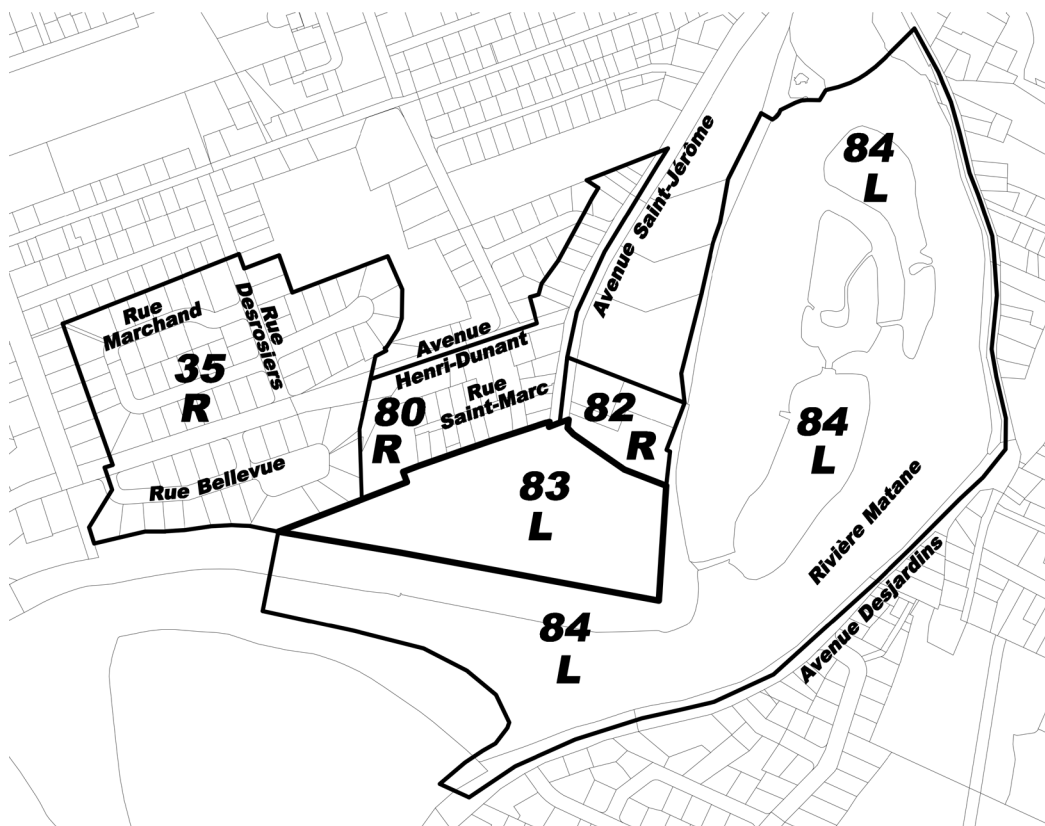 84
L
Avenue Saint-Jérôme
Rue
Marchand
Rue
Desrosiers
Avenue
Henri-Dunant
35
R
Rue
Saint-Marc
80
R
82
R
84
L
Rue Bellevue
83
L
Rivière Matane
Avenue Desjardins
84
L